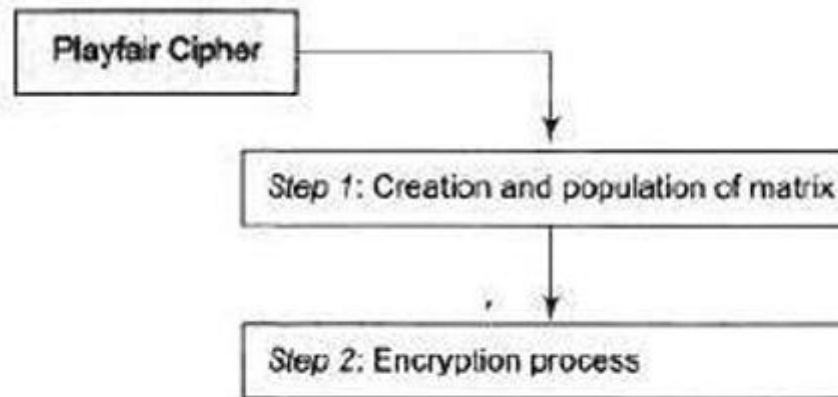 Playfair Cipher
Step 1: Creation and population of matrix
Step 2: Encryption process